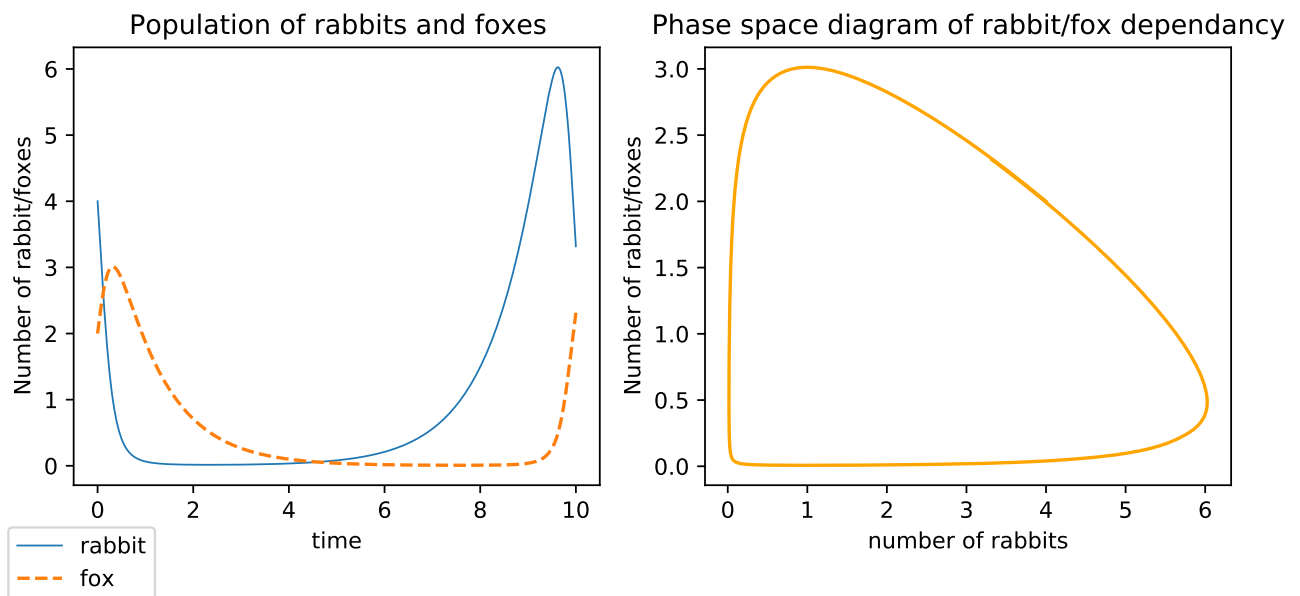 Population of rabbits and foxes
Number of rabbit/foxes
6
5
4
3
2
1
0
0 2 4 6 8 10
time
rabbit
fox
Phase space diagram of rabbit/fox dependancy
Number of rabbit/foxes
3.0
2.5
2.0
1.5
1.0
0.5
0.0
0 1 2 3 4 5 6
number of rabbits